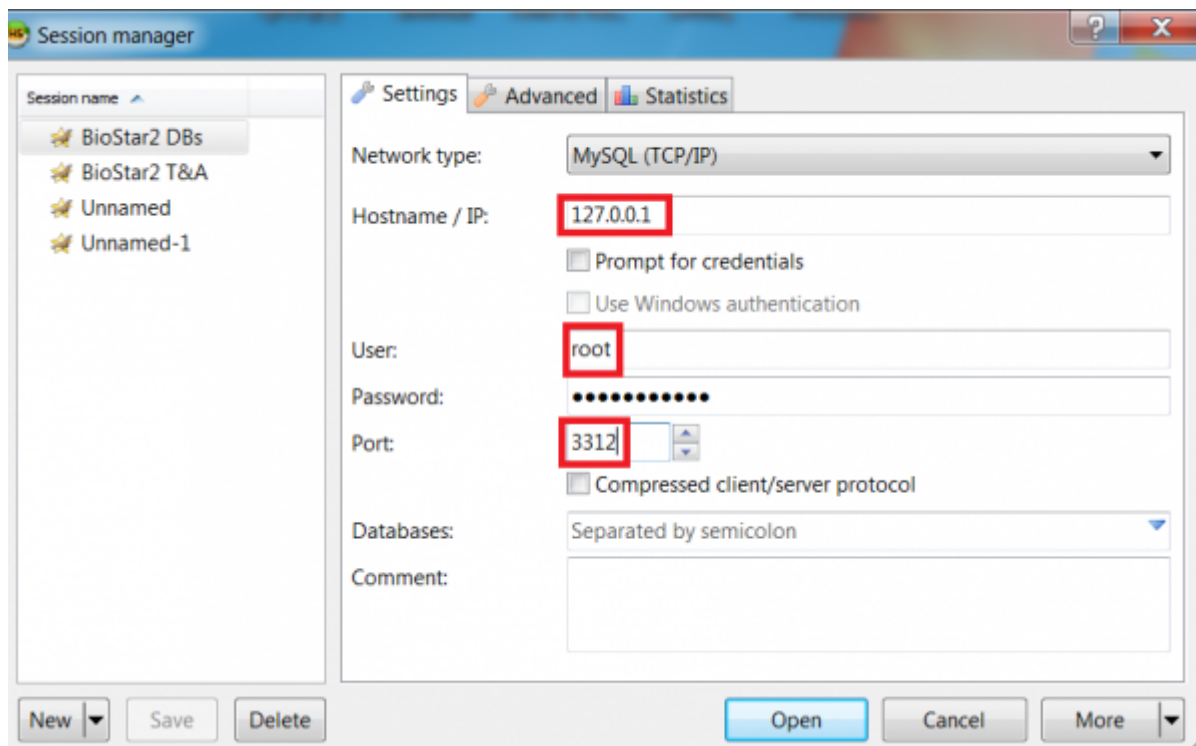 Session manager
Session name
BioStar2 DBs
BioStar2 T&A
Unnamed
Unnamed-1
Settings Advanced Statistics
Network type: MySQL (TCP/IP)
Hostname / IP: 127.0.0.1
Prompt for credentials
Use Windows authentication
User: root
Password: •••••••••••
Port: 3312
Compressed client/server protocol
Databases: Separated by semicolon
Comment:
New Save Delete Open Cancel More